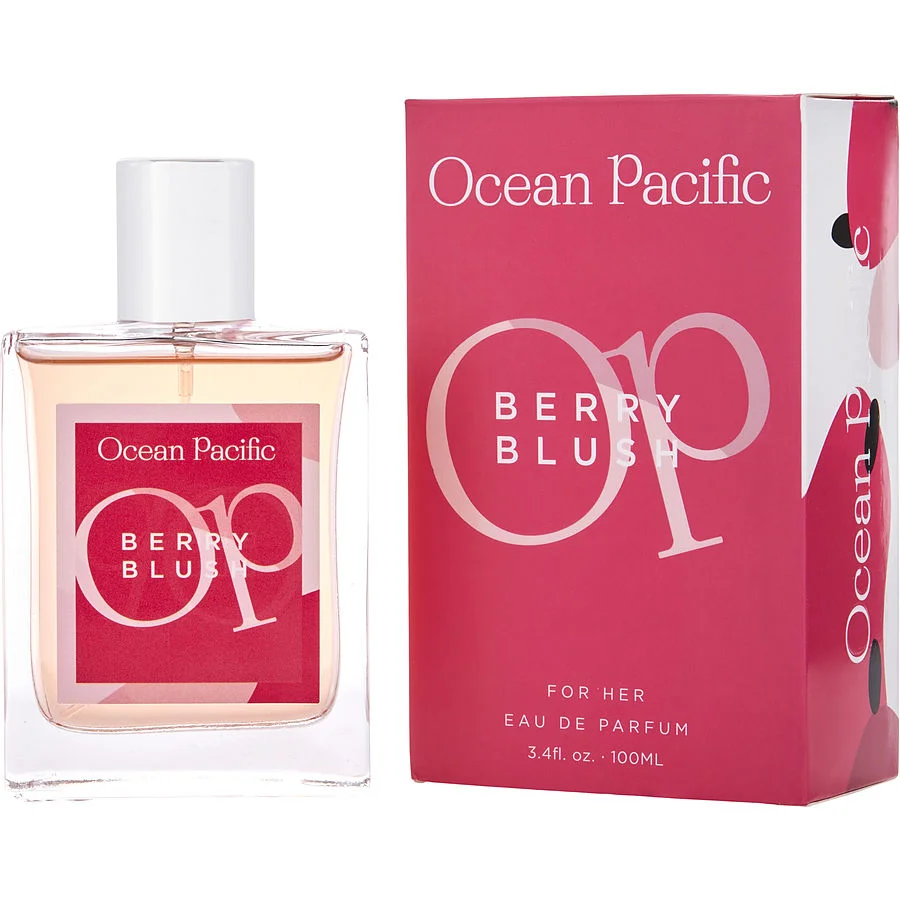 Ocean Pacific
Op
BERRY
BLUSH
Ocean Pacific
Op
BERRY
BLUSH
FOR HER
EAU DE PARFUM
3.4fl. oz. · 100ML
Ocean p